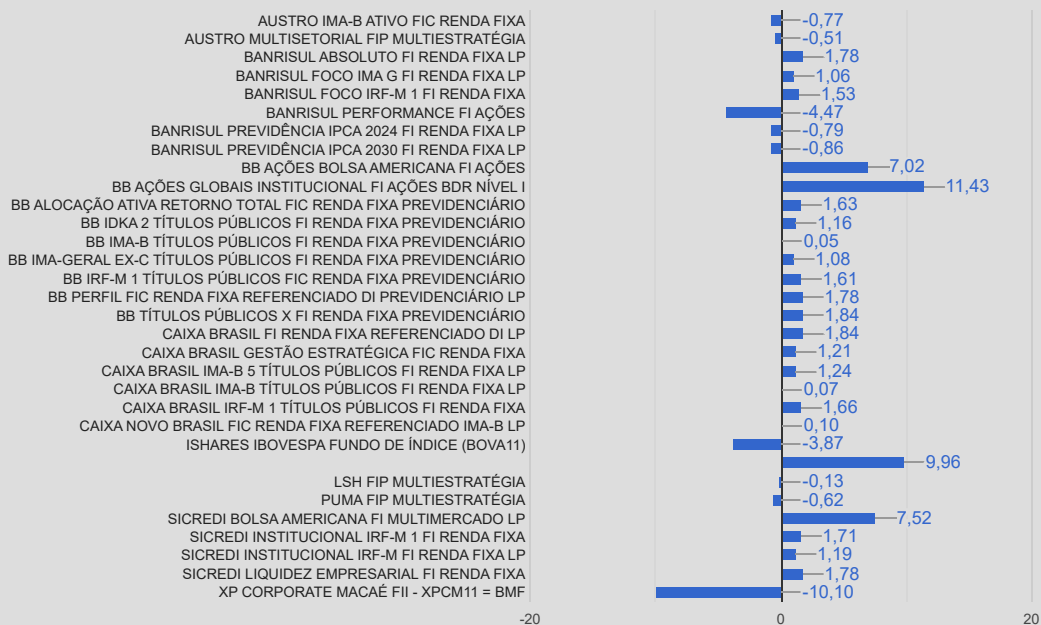 AUSTRO IMA-B ATIVO FIC RENDA FIXA -0,77
AUSTRO MULTISETORIAL FIP MULTIESTRATÉGIA -0,51
BANRISUL ABSOLUTO FI RENDA FIXA LP 1,78
BANRISUL FOCO IMA G FI RENDA FIXA LP 1,06
BANRISUL FOCO IRF-M 1 FI RENDA FIXA 1,53
BANRISUL PERFORMANCE FI AÇÕES -4,47
BANRISUL PREVIDÊNCIA IPCA 2024 FI RENDA FIXA LP -0,79
BANRISUL PREVIDÊNCIA IPCA 2030 FI RENDA FIXA LP -0,86
BB AÇÕES BOLSA AMERICANA FI AÇÕES 7,02
BB AÇÕES GLOBAIS INSTITUCIONAL FI AÇÕES BDR NÍVEL I 11,43
BB ALOCAÇÃO ATIVA RETORNO TOTAL FIC RENDA FIXA PREVIDENCIÁRIO 1,63
BB IDKA 2 TÍTULOS PÚBLICOS FI RENDA FIXA PREVIDENCIÁRIO 1,16
BB IMA-B TÍTULOS PÚBLICOS FI RENDA FIXA PREVIDENCIÁRIO 0,05
BB IMA-GERAL EX-C TÍTULOS PÚBLICOS FI RENDA FIXA PREVIDENCIÁRIO 1,08
BB IRF-M 1 TÍTULOS PÚBLICOS FIC RENDA FIXA PREVIDENCIÁRIO 1,61
BB PERFIL FIC RENDA FIXA REFERENCIADO DI PREVIDENCIÁRIO LP 1,78
BB TÍTULOS PÚBLICOS X FI RENDA FIXA PREVIDENCIÁRIO 1,84
CAIXA BRASIL FI RENDA FIXA REFERENCIADO DI LP 1,84
CAIXA BRASIL GESTÃO ESTRATÉGICA FIC RENDA FIXA 1,21
CAIXA BRASIL IMA-B 5 TÍTULOS PÚBLICOS FI RENDA FIXA LP 1,24
CAIXA BRASIL IMA-B TÍTULOS PÚBLICOS FI RENDA FIXA LP 0,07
CAIXA BRASIL IRF-M 1 TÍTULOS PÚBLICOS FI RENDA FIXA 1,66
CAIXA NOVO BRASIL FIC RENDA FIXA REFERENCIADO IMA-B LP 0,10
ISHARES IBOVESPA FUNDO DE ÍNDICE (BOVA11) -3,87
9,96
LSH FIP MULTIESTRATÉGIA -0,13
PUMA FIP MULTIESTRATÉGIA -0,62
SICREDI BOLSA AMERICANA FI MULTIMERCADO LP 7,52
SICREDI INSTITUCIONAL IRF-M 1 FI RENDA FIXA 1,71
SICREDI INSTITUCIONAL IRF-M FI RENDA FIXA LP 1,19
SICREDI LIQUIDEZ EMPRESARIAL FI RENDA FIXA 1,78
XP CORPORATE MACAÉ FII - XPCM11 = BMF -10,10
-20 0 20